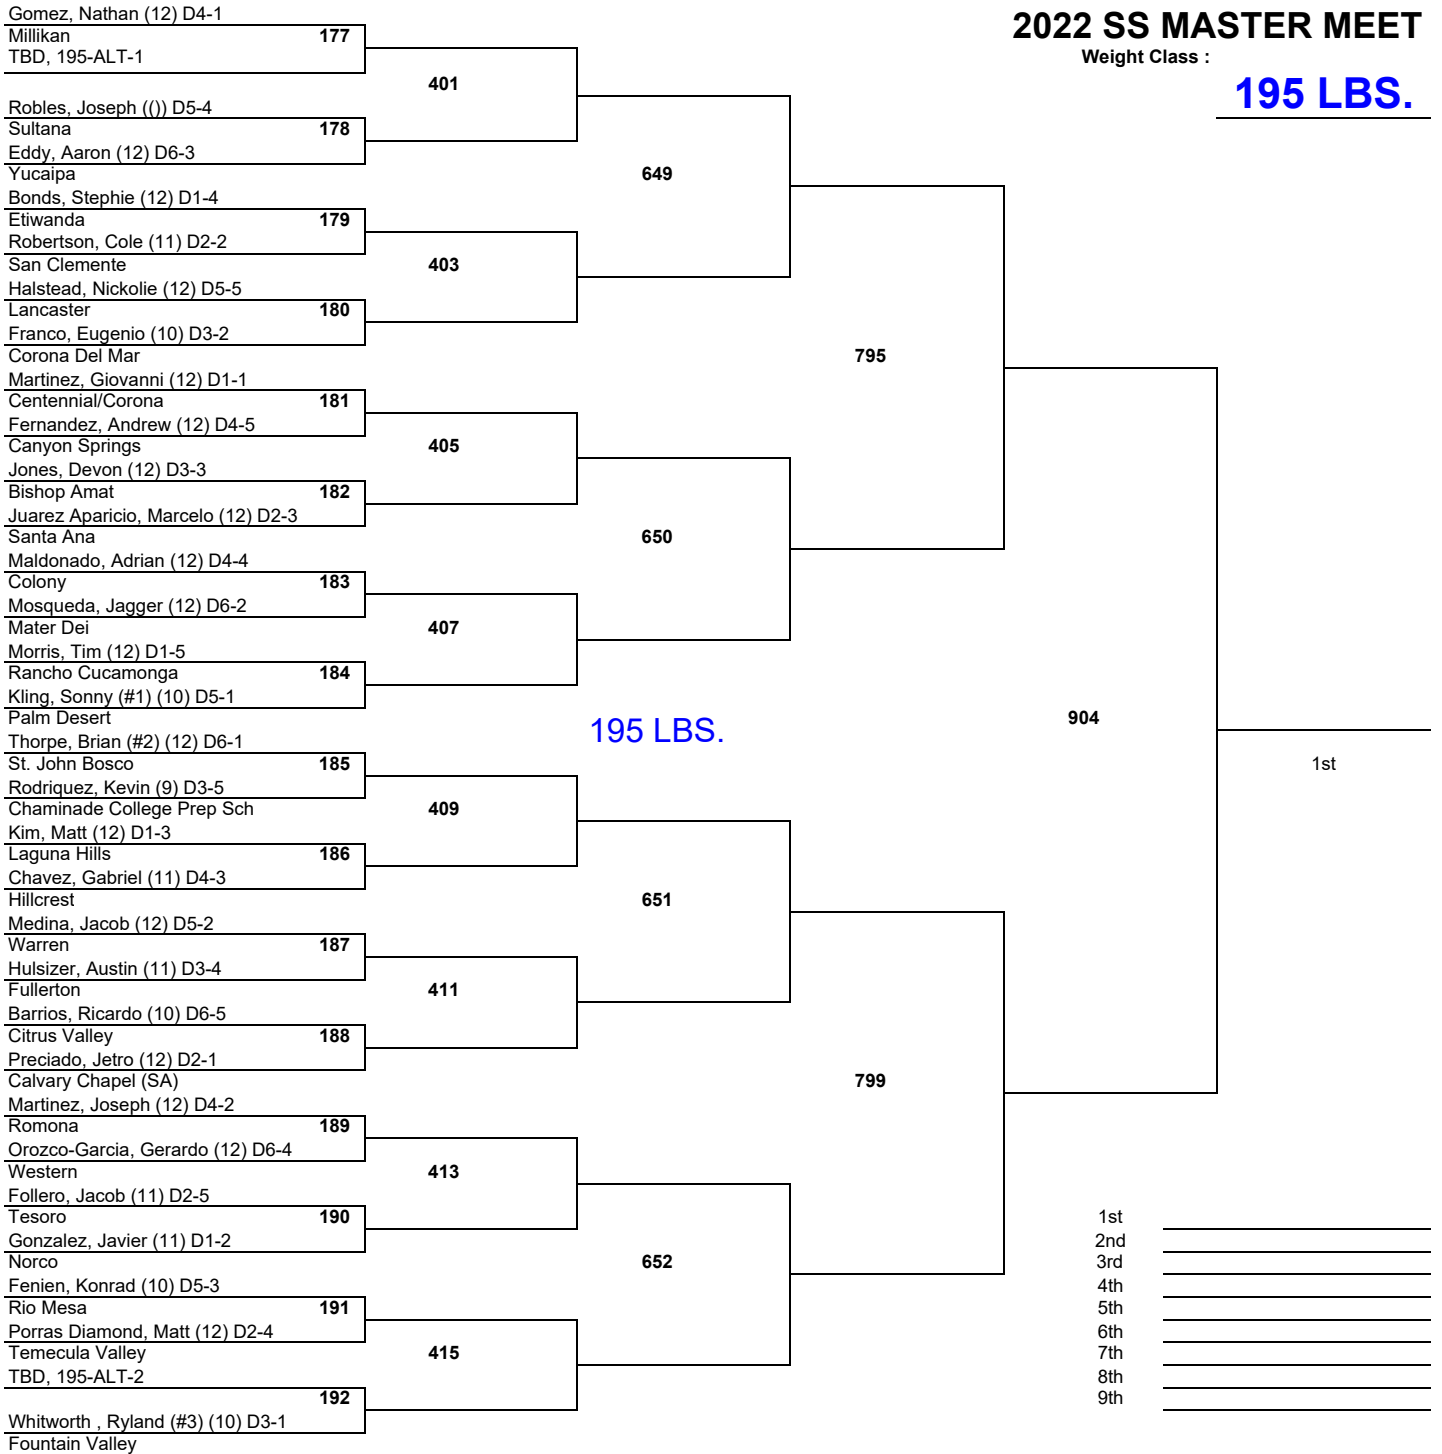 2022 SS MASTER MEET
Weight Class :
195 LBS.
Gomez, Nathan (12) D4-1
Millikan 177
TBD, 195-ALT-1
401
Robles, Joseph (()) D5-4
Sultana 178
Eddy, Aaron (12) D6-3
Yucaipa
649
Bonds, Stephie (12) D1-4
Etiwanda 179
Robertson, Cole (11) D2-2
San Clemente
403
Halstead, Nickolie (12) D5-5
Lancaster 180
Franco, Eugenio (10) D3-2
Corona Del Mar
795
Martinez, Giovanni (12) D1-1
Centennial/Corona 181
Fernandez, Andrew (12) D4-5
Canyon Springs
405
Jones, Devon (12) D3-3
Bishop Amat 182
Juarez Aparicio, Marcelo (12) D2-3
Santa Ana
650
Maldonado, Adrian (12) D4-4
Colony 183
Mosqueda, Jagger (12) D6-2
Mater Dei
407
Morris, Tim (12) D1-5
Rancho Cucamonga 184
Kling, Sonny (#1) (10) D5-1
Palm Desert
904
195 LBS.
Thorpe, Brian (#2) (12) D6-1
St. John Bosco 185
1st
Rodriquez, Kevin (9) D3-5
Chaminade College Prep Sch
409
Kim, Matt (12) D1-3
Laguna Hills 186
Chavez, Gabriel (11) D4-3
Hillcrest
651
Medina, Jacob (12) D5-2
Warren 187
Hulsizer, Austin (11) D3-4
Fullerton
411
Barrios, Ricardo (10) D6-5
Citrus Valley 188
Preciado, Jetro (12) D2-1
Calvary Chapel (SA)
799
Martinez, Joseph (12) D4-2
Romona 189
Orozco-Garcia, Gerardo (12) D6-4
Western
413
Follero, Jacob (11) D2-5
Tesoro 190
Gonzalez, Javier (11) D1-2
Norco
652
Fenien, Konrad (10) D5-3
Rio Mesa 191
Porras Diamond, Matt (12) D2-4
Temecula Valley
415
TBD, 195-ALT-2
192
Whitworth , Ryland (#3) (10) D3-1
Fountain Valley
1st
2nd
3rd
4th
5th
6th
7th
8th
9th